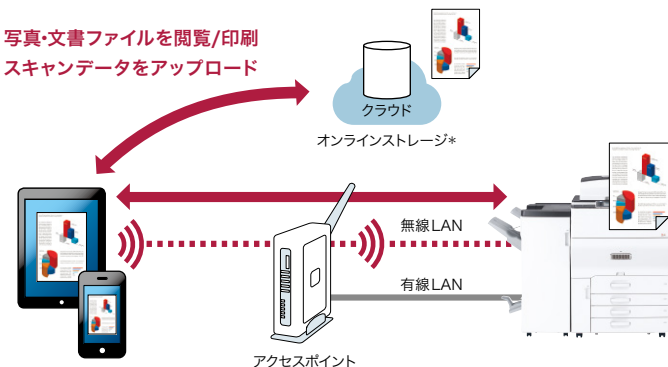 写真・文書ファイルを閲覧/印刷
スキャンデータをアップロード
クラウド
オンラインストレージ*
無線LAN
有線LAN
アクセスポイント